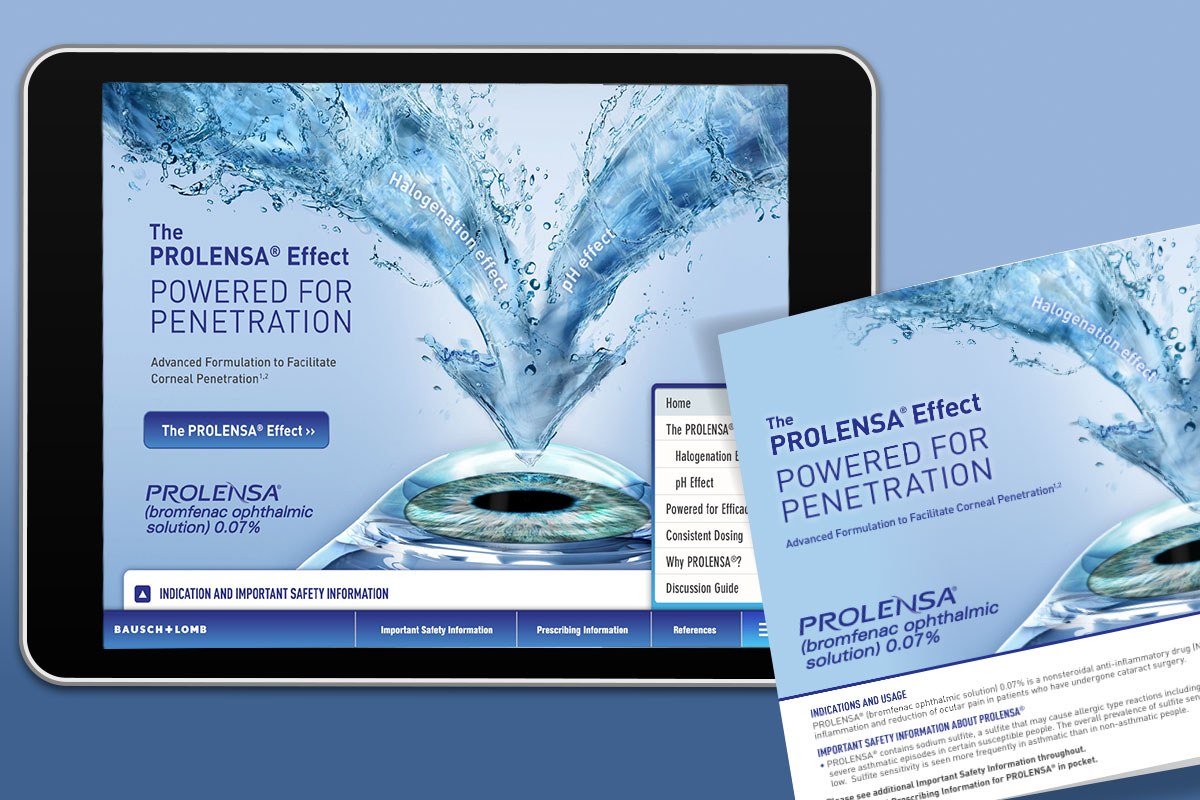 Halogenation effect
pH effect
The
PROLENSA® Effect
POWERED FOR
PENETRATION
Advanced Formulation to Facilitate
Corneal Penetration1,2
The PROLENSA® Effect ››
PROLENSA®
(bromfenac ophthalmic
solution) 0.07%
Home
The PROLENSA®
Halogenation
pH Effect
Powered for
Consistent Dosing
Why PROLENSA®?
Discussion Guide
INDICATION AND IMPORTANT SAFETY INFORMATION
BAUSCH+LOMB
Important Safety Information
Prescribing Information
References
Halogenation effect
The
PROLENSA® Effect
POWERED FOR
PENETRATION
Advanced Formulation to Facilitate Corneal Penetration1,2
PROLENSA®
(bromfenac ophthalmic
solution) 0.07%
INDICATIONS AND USAGE
PROLENSA® (bromfenac ophthalmic solution) 0.07% is a nonsteroidal anti-inflammatory drug
inflammation and reduction of ocular pain in patients who have undergone cataract surgery.
IMPORTANT SAFETY INFORMATION ABOUT PROLENSA®
• PROLENSA® contains sodium sulfite, a sulfite that may cause allergic type reactions including
severe asthmatic episodes in certain susceptible people. The overall prevalence of sulfite
low. Sulfite sensitivity is seen more frequently in asthmatic than in non-asthmatic people.
see additional Important Safety Information throughout.
Prescribing Information for PROLENSA® in pocket.